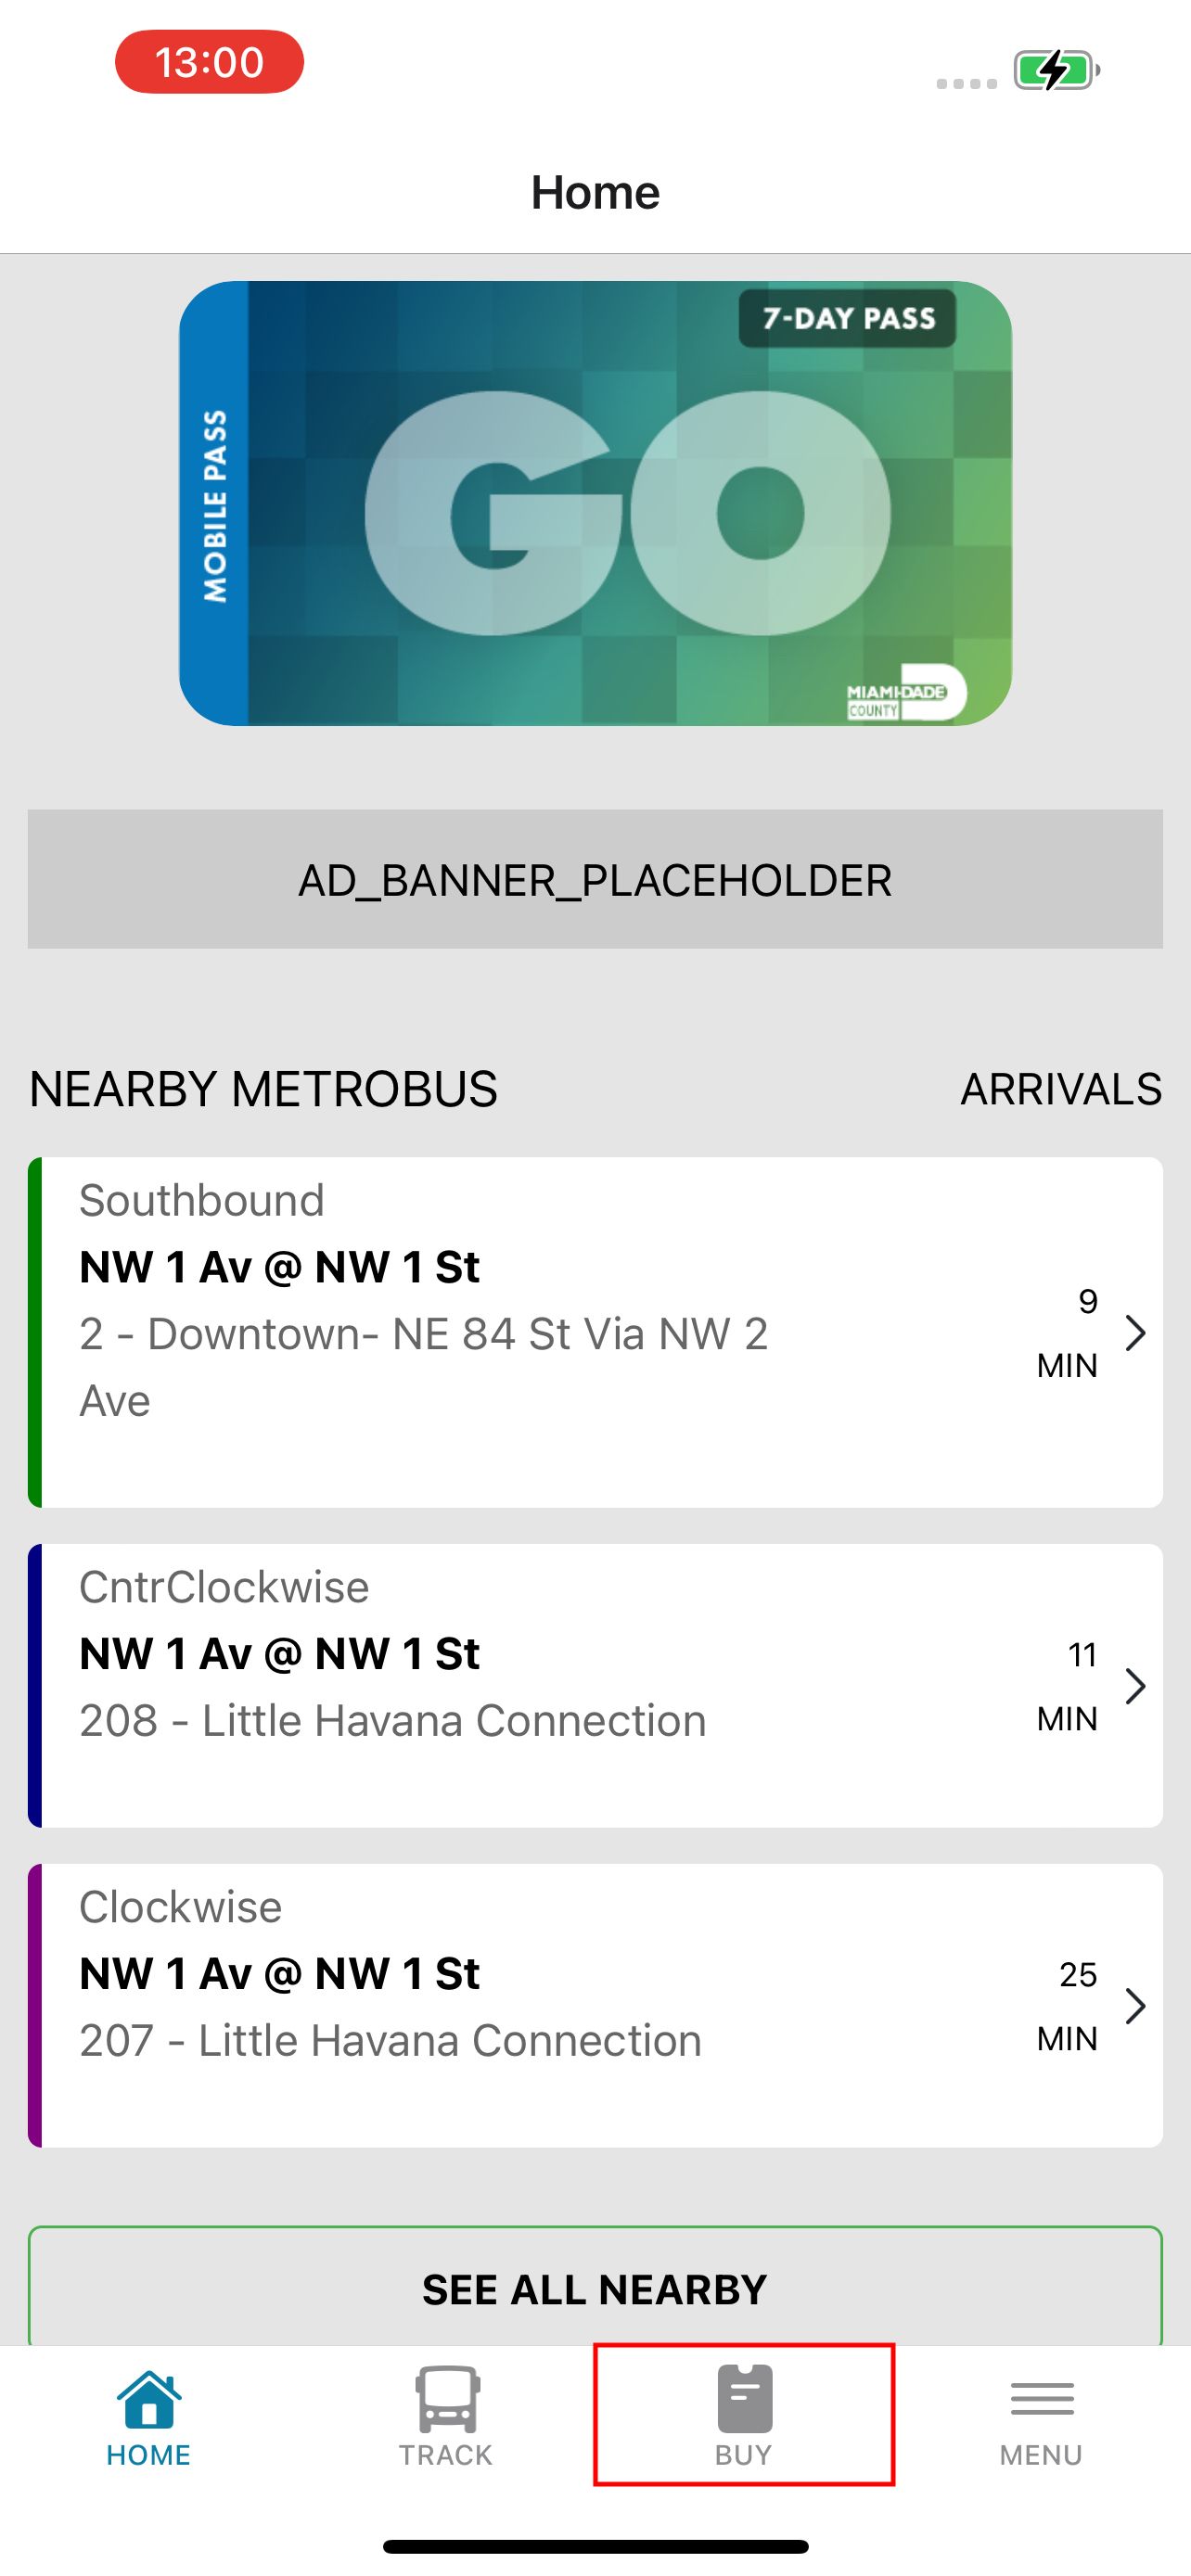 13:00
Home
7-DAY PASS
MOBILE PASS
GO
MIAMI-DADE
COUNTY
AD_BANNER_PLACEHOLDER
NEARBY METROBUS ARRIVALS
Southbound
NW 1 Av @ NW 1 St
2 - Downtown- NE 84 St Via NW 2
Ave
9
MIN
CntrClockwise
NW 1 Av @ NW 1 St
208 - Little Havana Connection
11
MIN
Clockwise
NW 1 Av @ NW 1 St
207 - Little Havana Connection
25
MIN
SEE ALL NEARBY
HOME TRACK BUY MENU